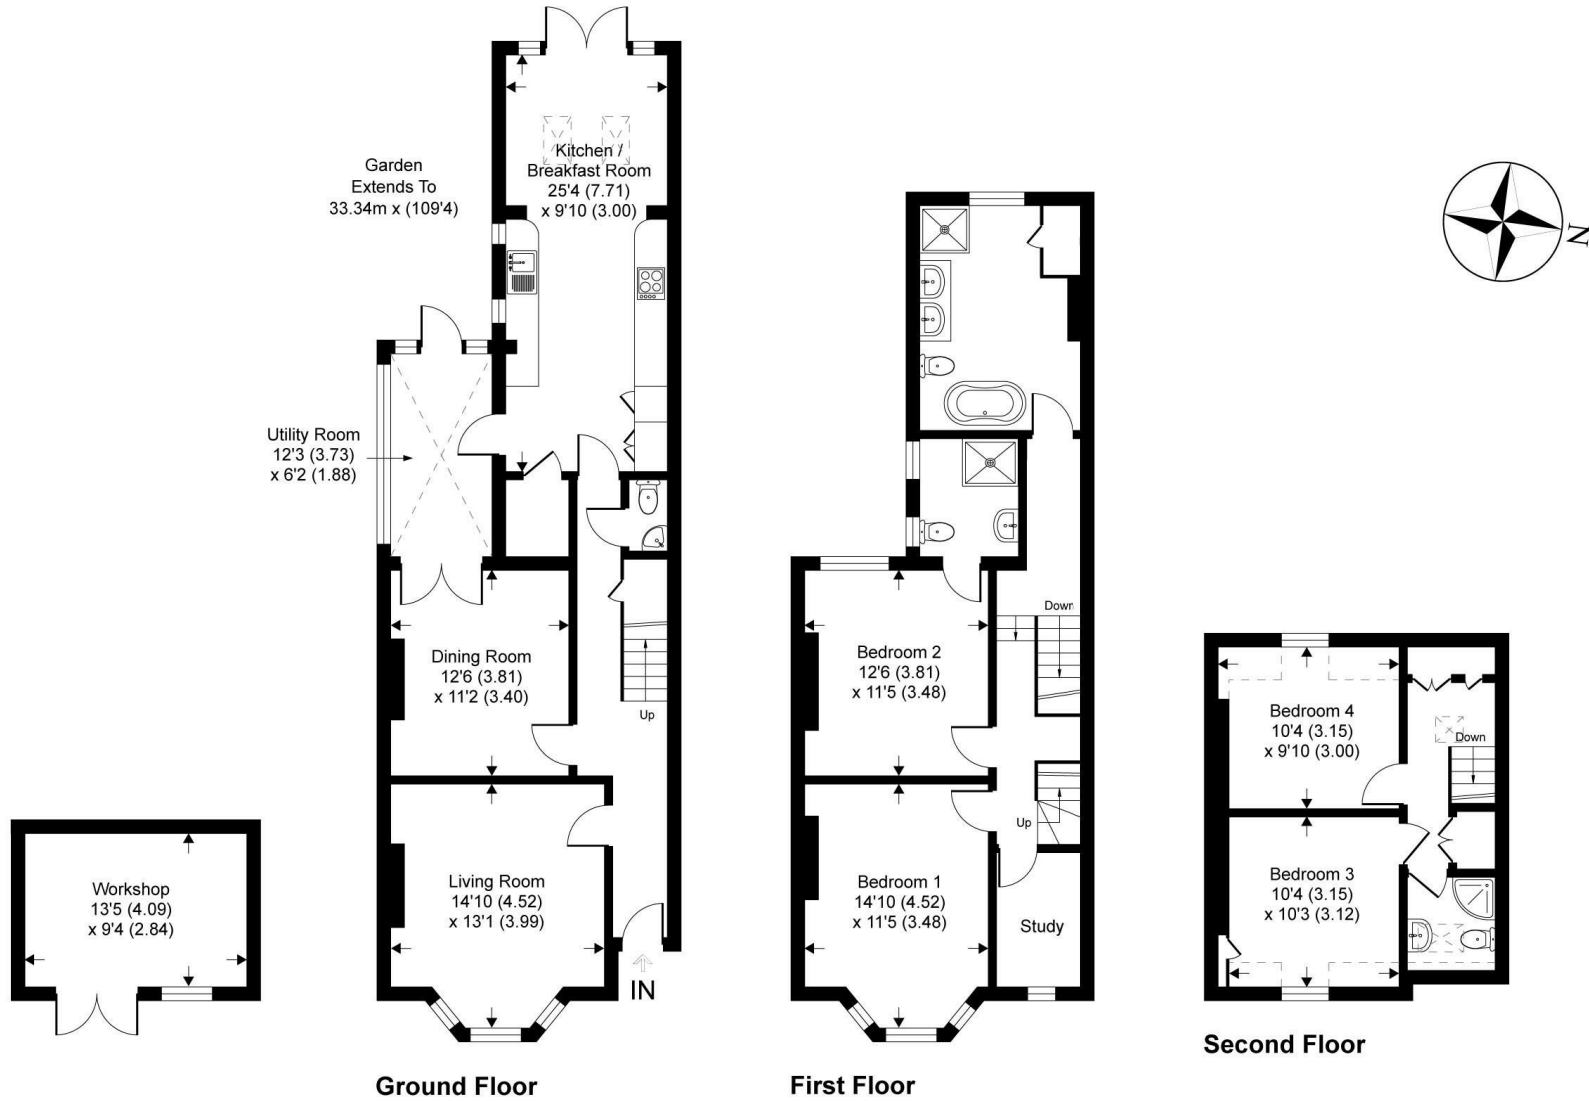 Garden
Extends To
33.34m x (109'4)
Kitchen /
Breakfast Room
25'4 (7.71)
x 9'10 (3.00)
Utility Room
12'3 (3.73)
x 6'2 (1.88)
Dining Room
12'6 (3.81)
x 11'2 (3.40)
Up
Living Room
14'10 (4.52)
x 13'1 (3.99)
IN
Workshop
13'5 (4.09)
x 9'4 (2.84)
Ground Floor
Down
Bedroom 2
12'6 (3.81)
x 11'5 (3.48)
Up
Bedroom 1
14'10 (4.52)
x 11'5 (3.48)
Study
First Floor
N
Bedroom 4
10'4 (3.15)
x 9'10 (3.00)
Down
Bedroom 3
10'4 (3.15)
x 10'3 (3.12)
Second Floor